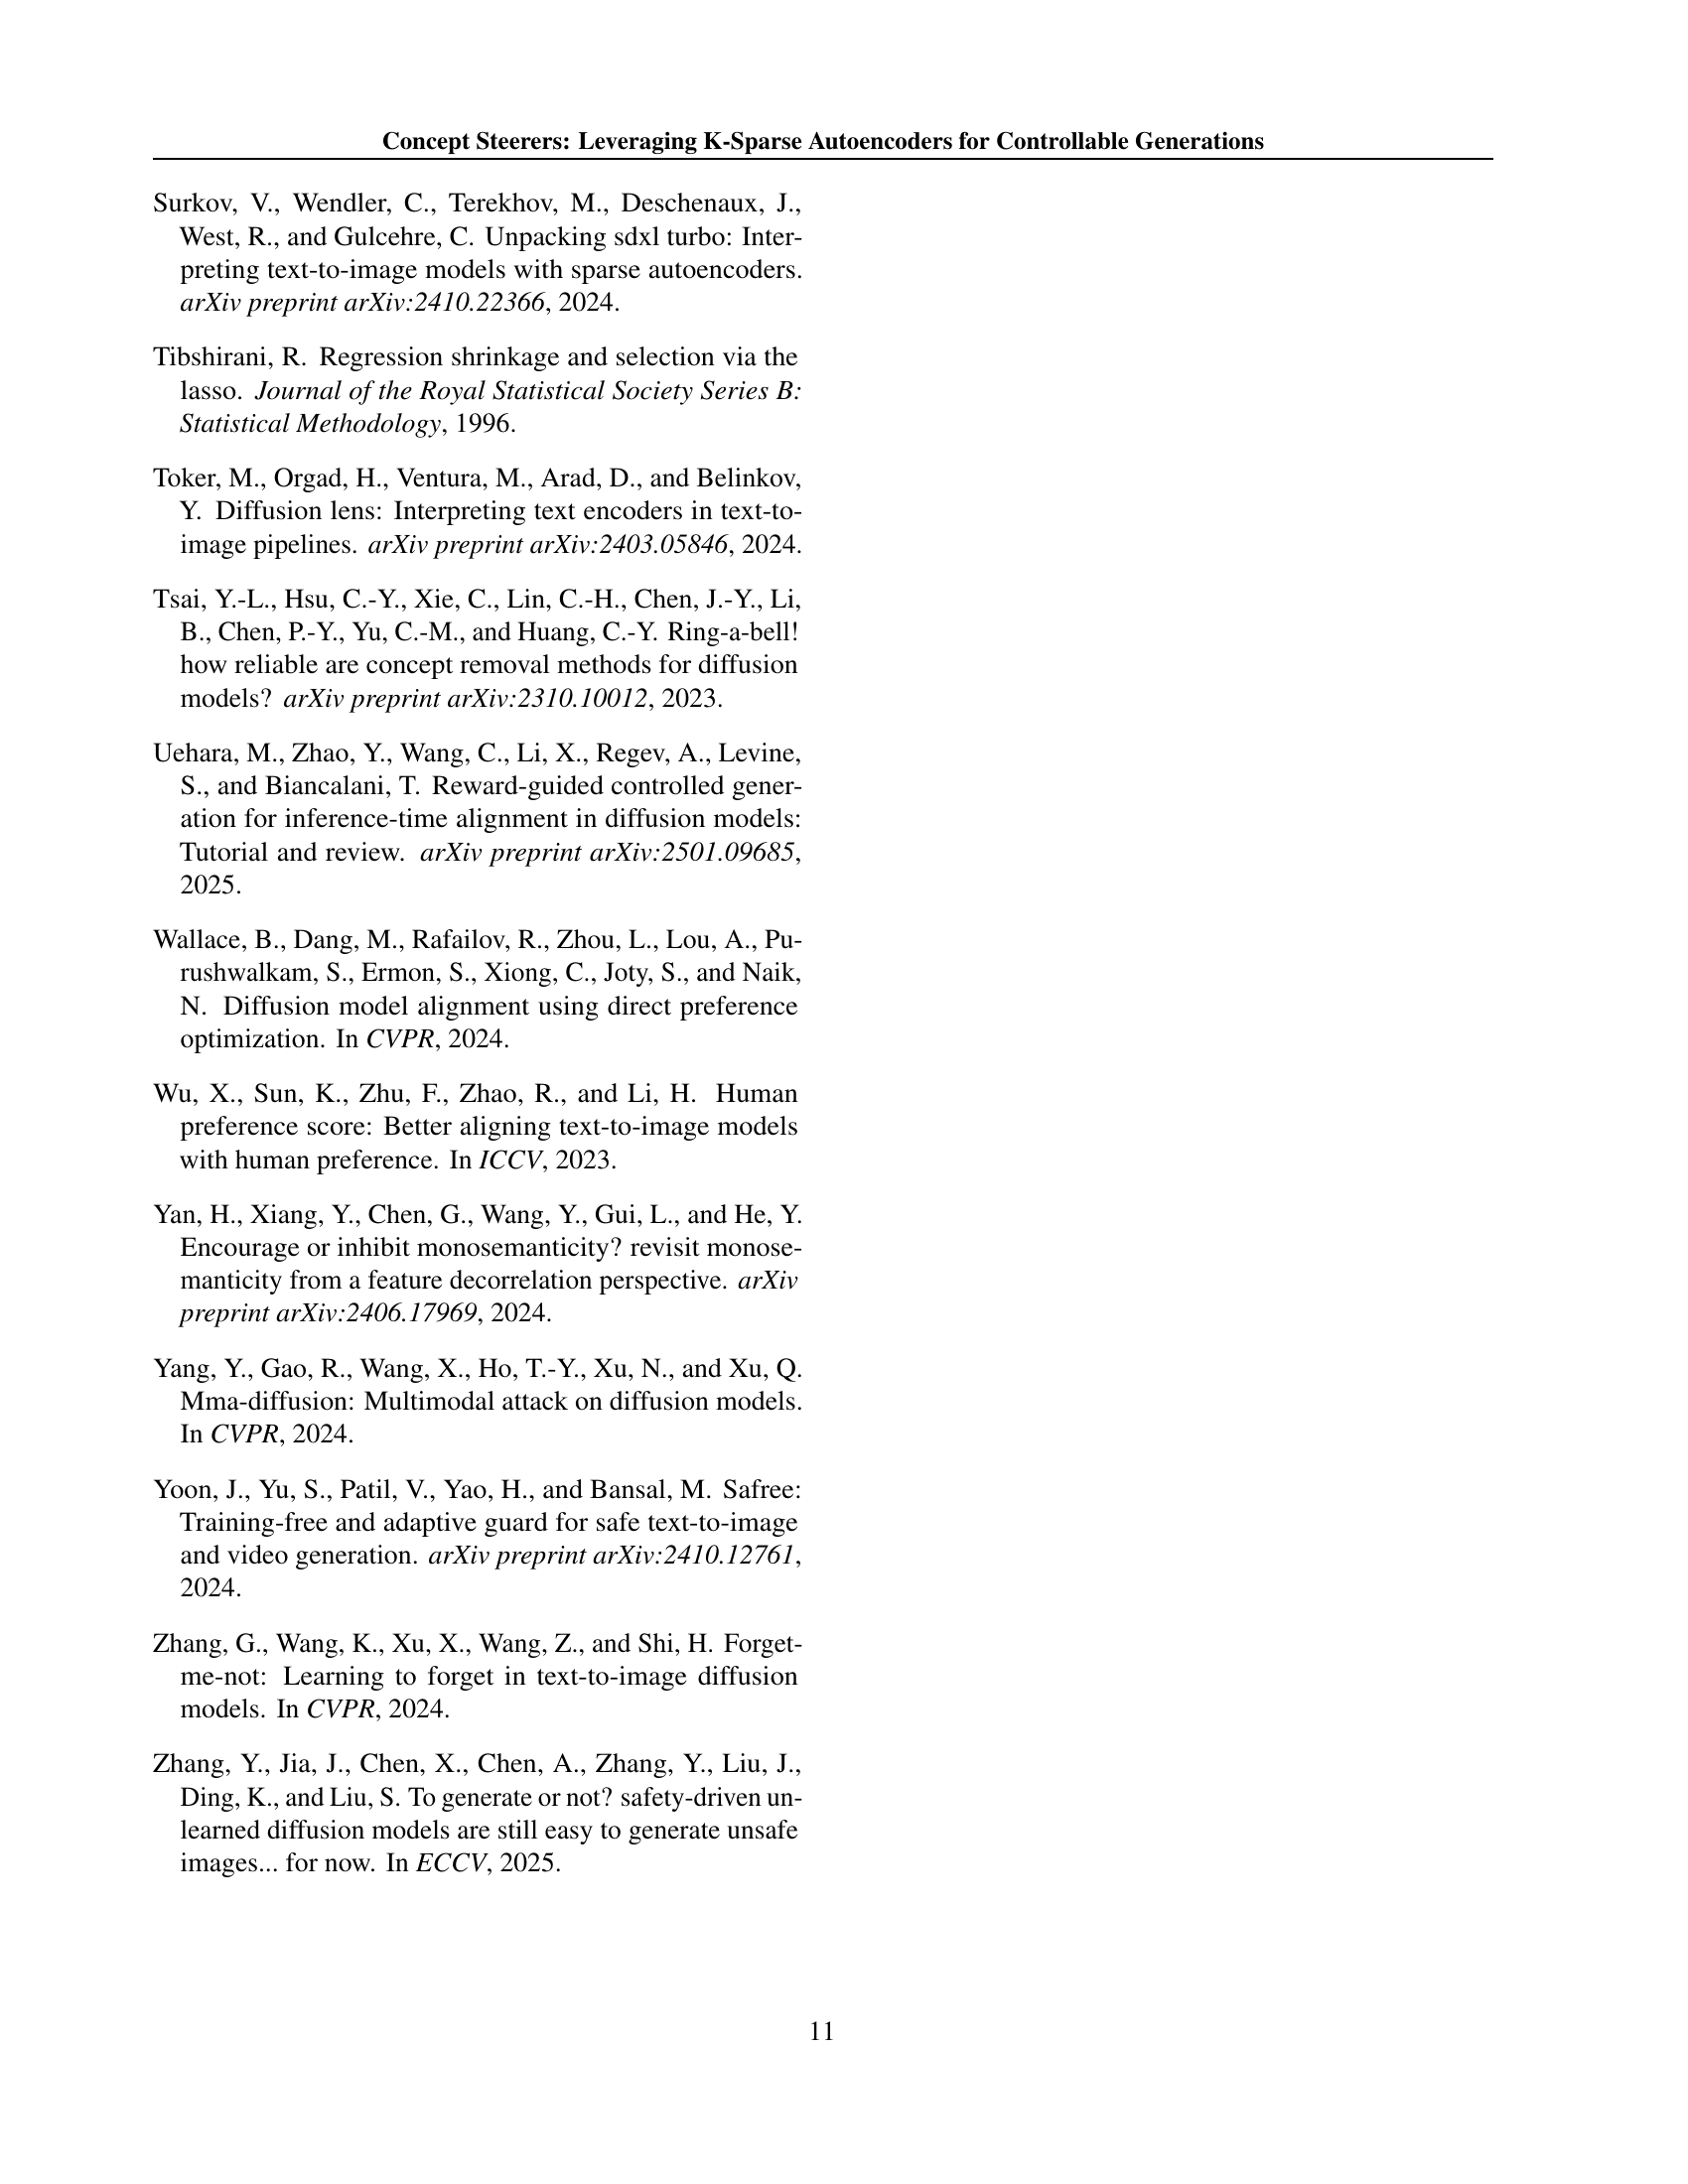 Concept Steerers: Leveraging K-Sparse Autoencoders for Controllable Generations
Surkov, V., Wendler, C., Terekhov, M., Deschenaux, J.,
West, R., and Gulcehre, C. Unpacking sdxl turbo: Inter-
preting text-to-image models with sparse autoencoders.
arXiv preprint arXiv:2410.22366, 2024.
Tibshirani, R. Regression shrinkage and selection via the
lasso. Journal of the Royal Statistical Society Series B:
Statistical Methodology, 1996.
Toker, M., Orgad, H., Ventura, M., Arad, D., and Belinkov,
Y. Diffusion lens: Interpreting text encoders in text-to-
image pipelines. arXiv preprint arXiv:2403.05846, 2024.
Tsai, Y.-L., Hsu, C.-Y., Xie, C., Lin, C.-H., Chen, J.-Y., Li,
B., Chen, P.-Y., Yu, C.-M., and Huang, C.-Y. Ring-a-bell!
how reliable are concept removal methods for diffusion
models? arXiv preprint arXiv:2310.10012, 2023.
Uehara, M., Zhao, Y., Wang, C., Li, X., Regev, A., Levine,
S., and Biancalani, T. Reward-guided controlled gener-
ation for inference-time alignment in diffusion models:
Tutorial and review. arXiv preprint arXiv:2501.09685,
2025.
Wallace, B., Dang, M., Rafailov, R., Zhou, L., Lou, A., Pu-
rushwalkam, S., Ermon, S., Xiong, C., Joty, S., and Naik,
N. Diffusion model alignment using direct preference
optimization. In CVPR, 2024.
Wu, X., Sun, K., Zhu, F., Zhao, R., and Li, H. Human
preference score: Better aligning text-to-image models
with human preference. In ICCV, 2023.
Yan, H., Xiang, Y., Chen, G., Wang, Y., Gui, L., and He, Y.
Encourage or inhibit monosemanticity? revisit monose-
manticity from a feature decorrelation perspective. arXiv
preprint arXiv:2406.17969, 2024.
Yang, Y., Gao, R., Wang, X., Ho, T.-Y., Xu, N., and Xu, Q.
Mma-diffusion: Multimodal attack on diffusion models.
In CVPR, 2024.
Yoon, J., Yu, S., Patil, V., Yao, H., and Bansal, M. Safree:
Training-free and adaptive guard for safe text-to-image
and video generation. arXiv preprint arXiv:2410.12761,
2024.
Zhang, G., Wang, K., Xu, X., Wang, Z., and Shi, H. Forget-
me-not: Learning to forget in text-to-image diffusion
models. In CVPR, 2024.
Zhang, Y., Jia, J., Chen, X., Chen, A., Zhang, Y., Liu, J.,
Ding, K., and Liu, S. To generate or not? safety-driven un-
learned diffusion models are still easy to generate unsafe
images... for now. In ECCV, 2025.
11